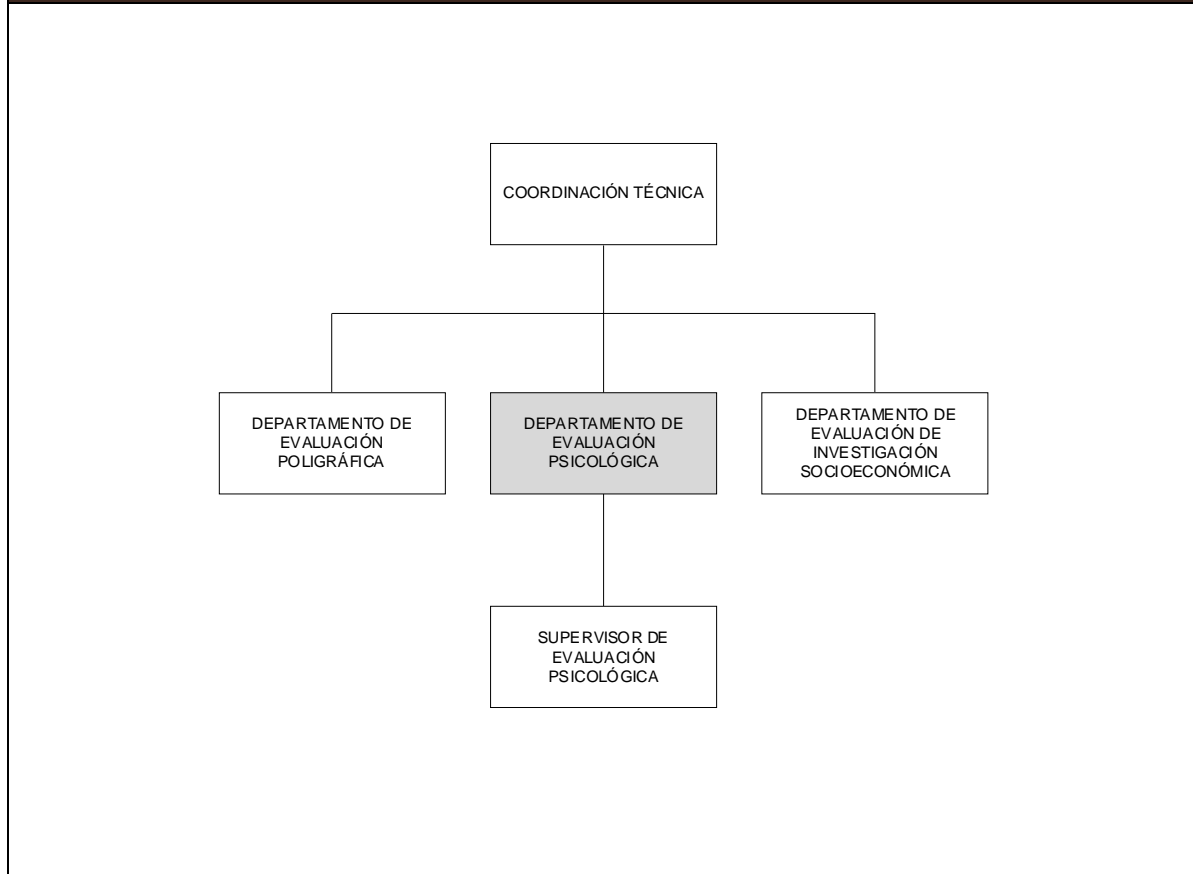 COORDINACIÓN TÉCNICA
DEPARTAMENTO DE
EVALUACIÓN
POLIGRÁFICA
DEPARTAMENTO DE
EVALUACIÓN
PSICOLÓGICA
DEPARTAMENTO DE
EVALUACIÓN DE
INVESTIGACIÓN
SOCIOECONÓMICA
SUPERVISOR DE
EVALUACIÓN
PSICOLÓGICA